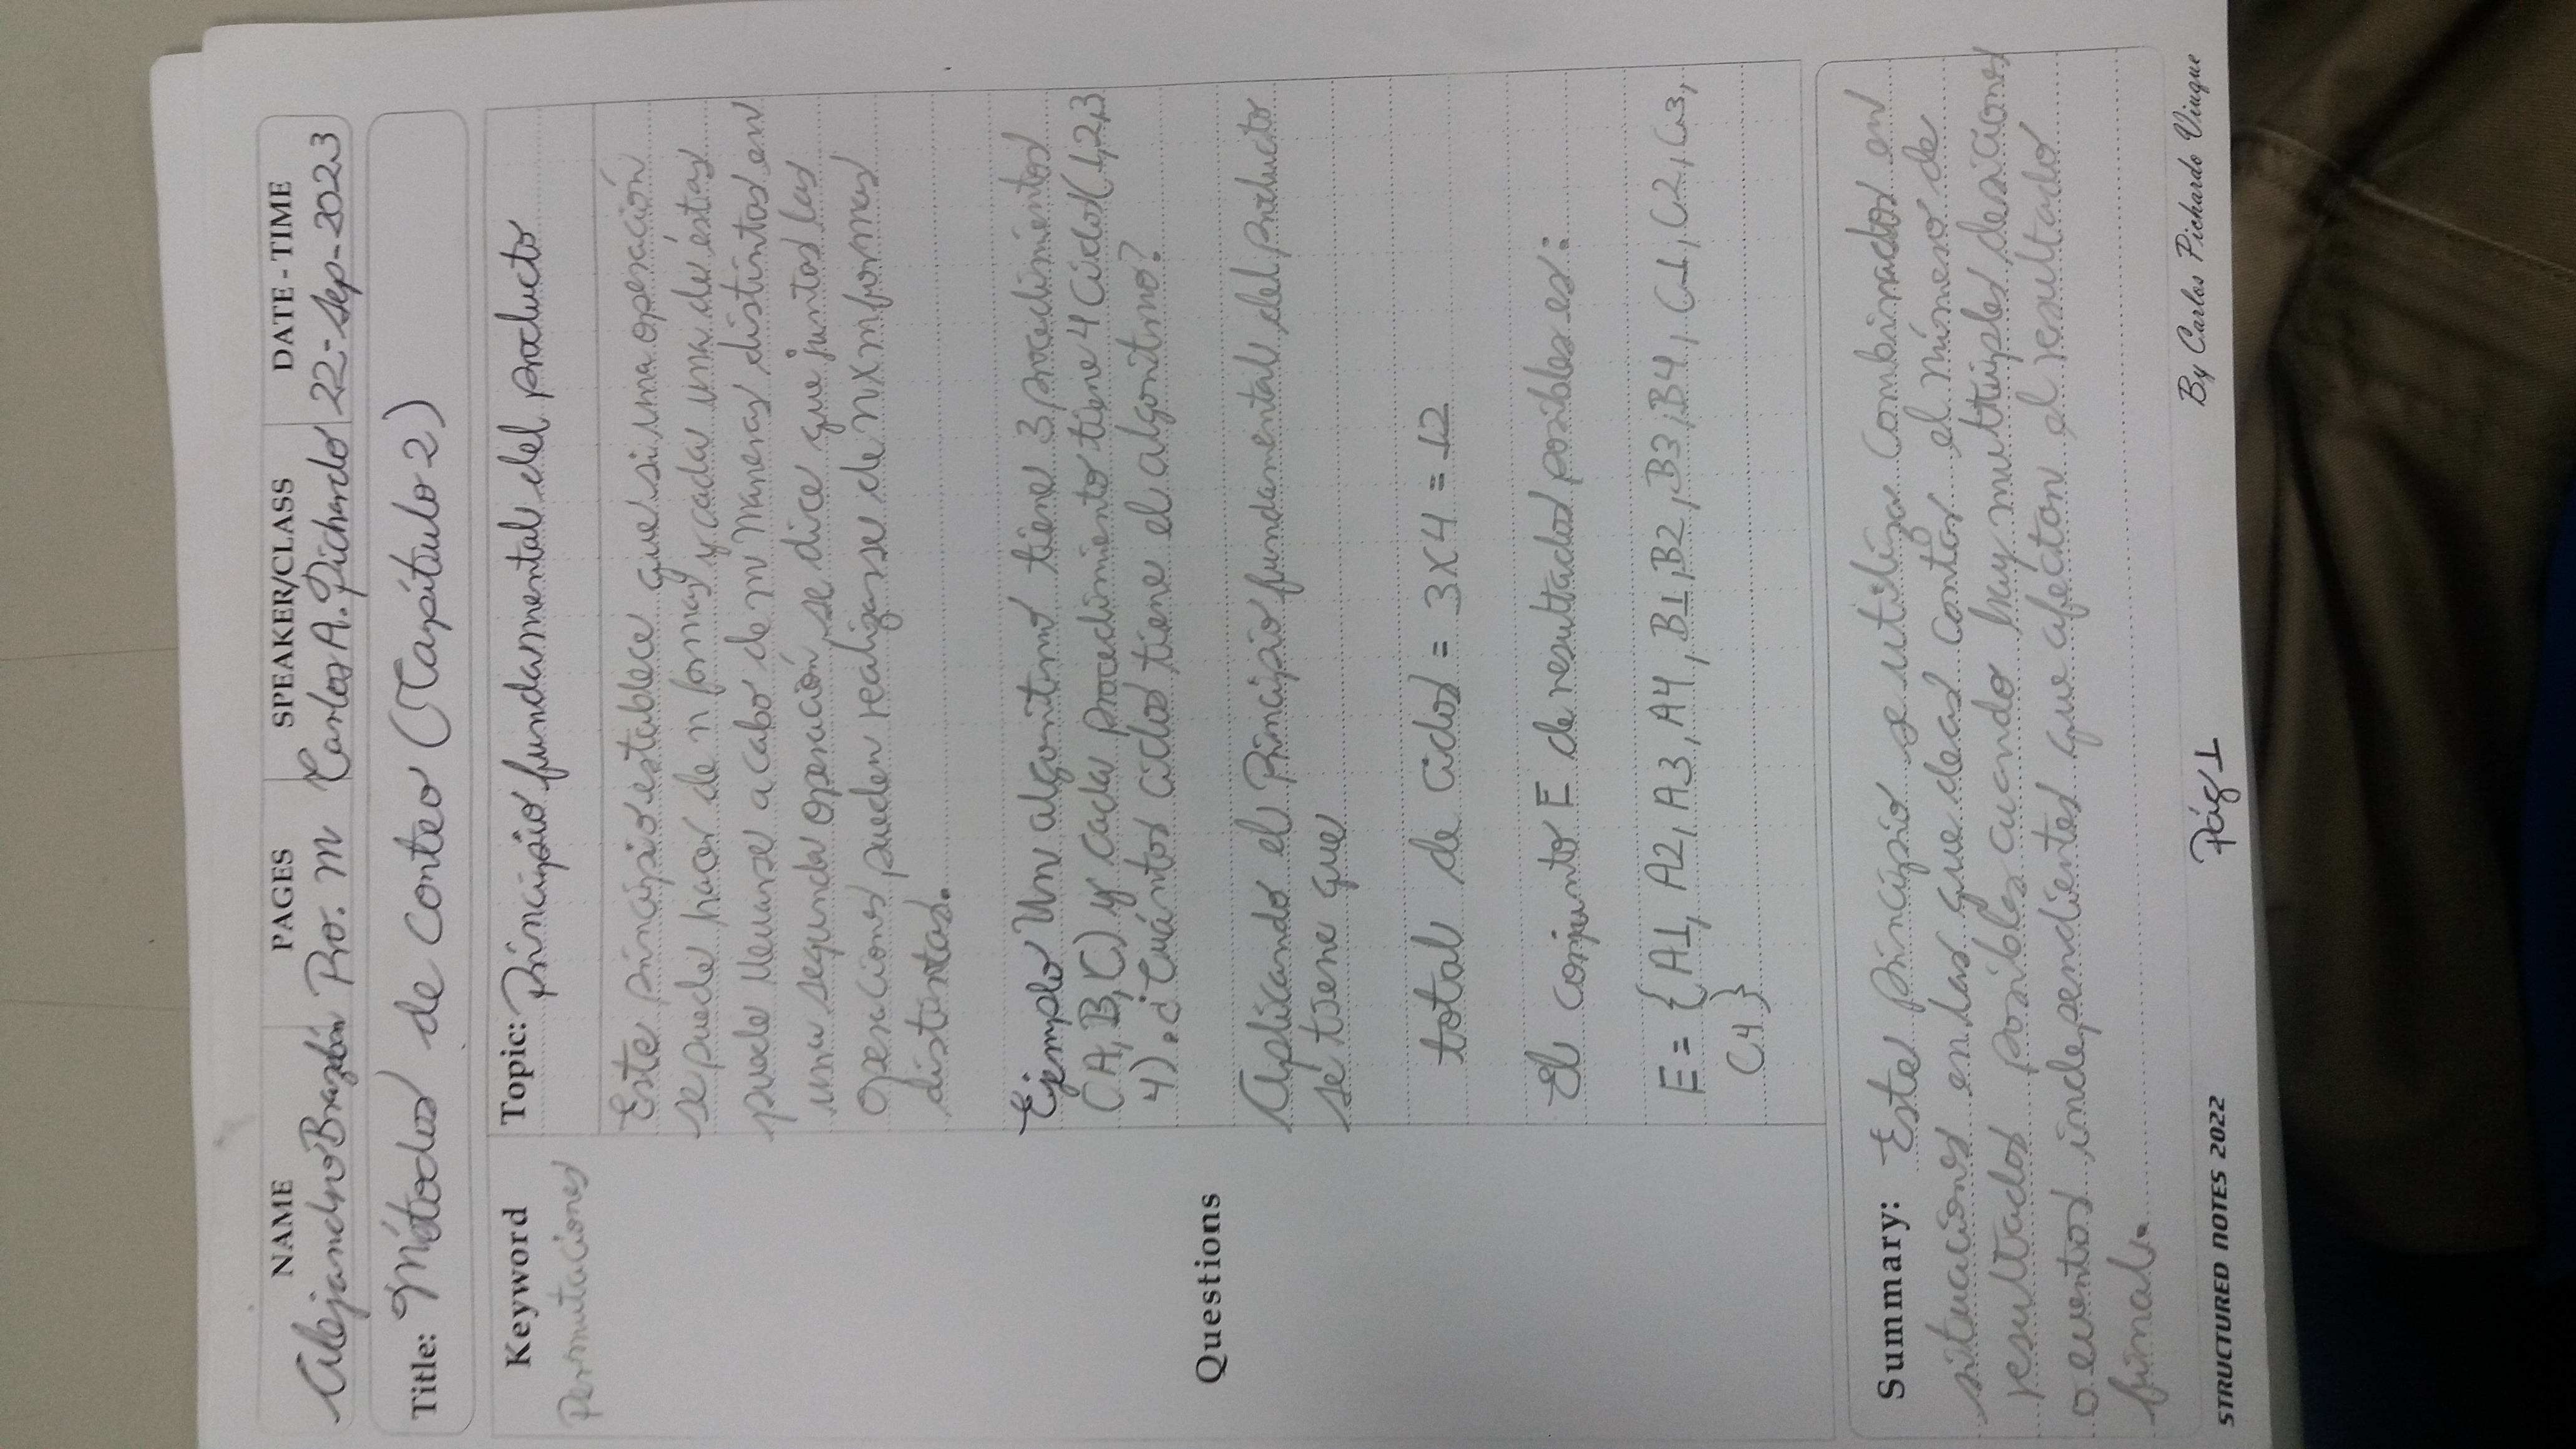 NAME PAGES SPEAKER/CLASS DATE - TIME
Alejandro Brazobán Pro. M Carlos A. Pichardo 22-sep-2023
Title: Métodos de conteo (Capítulo 2)
Keyword
Permutaciones
Topic: Principio fundamental del producto
Este principio establece que si una operación
se puede hacer de n formas y cada una de éstas
puede llevarse a cabo de m maneras distintas en
una segunda operación, se dice que juntas las
operaciones pueden realizarse de nxm formas
distintas.
Ejemplo Un algoritmo tiene 3 procedimientos
(A, B, C) y cada procedimiento tiene 4 ciclos (1,2,3
4). ¿Cuántos ciclos tiene el algoritmo?
Questions
Aplicando el Principio fundamental del producto
se tiene que
total de ciclos = 3x4 = 12
El conjunto E de resultados posibles es:
E = {A1, A2, A3, A4, B1, B2, B3, B4, C1, C2, C3,
C4}
Summary: Este principio se utiliza combinados en
situaciones en las que deas contar el número de
resultados posibles cuando hay multiples desiciones
o eventos independientes que afectan el resultado
final.
STRUCTURED NOTES 2022 Pág 1 By Carlos Pichardo Viuque